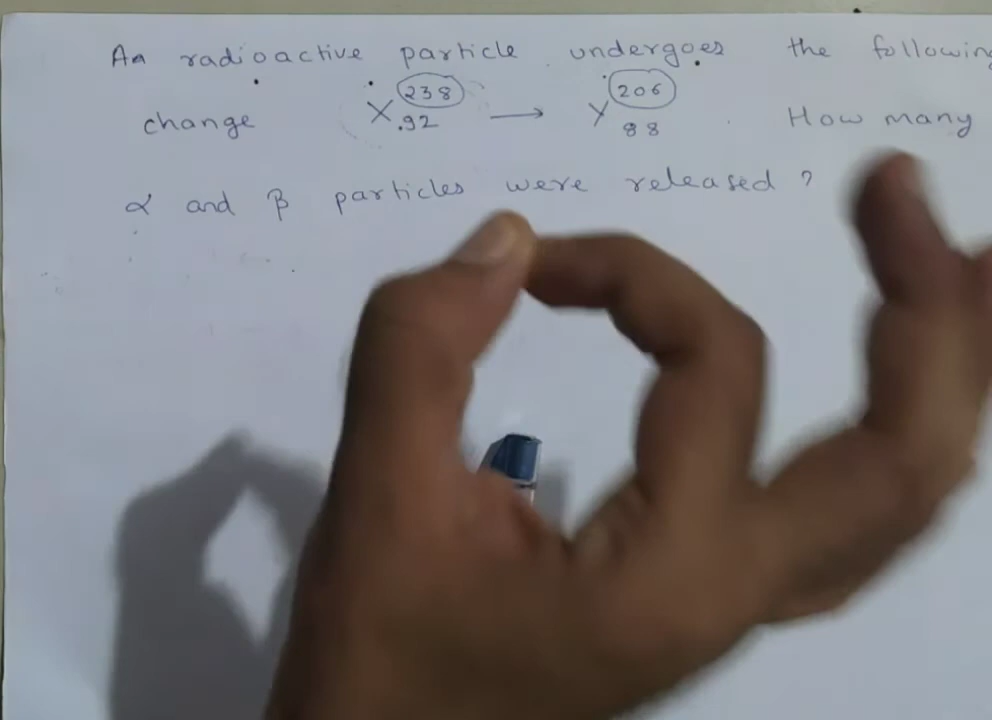 An radioactive particle undergoes the following
change X 238 .92 → Y 206 88 . How many
α and β particles were released ?